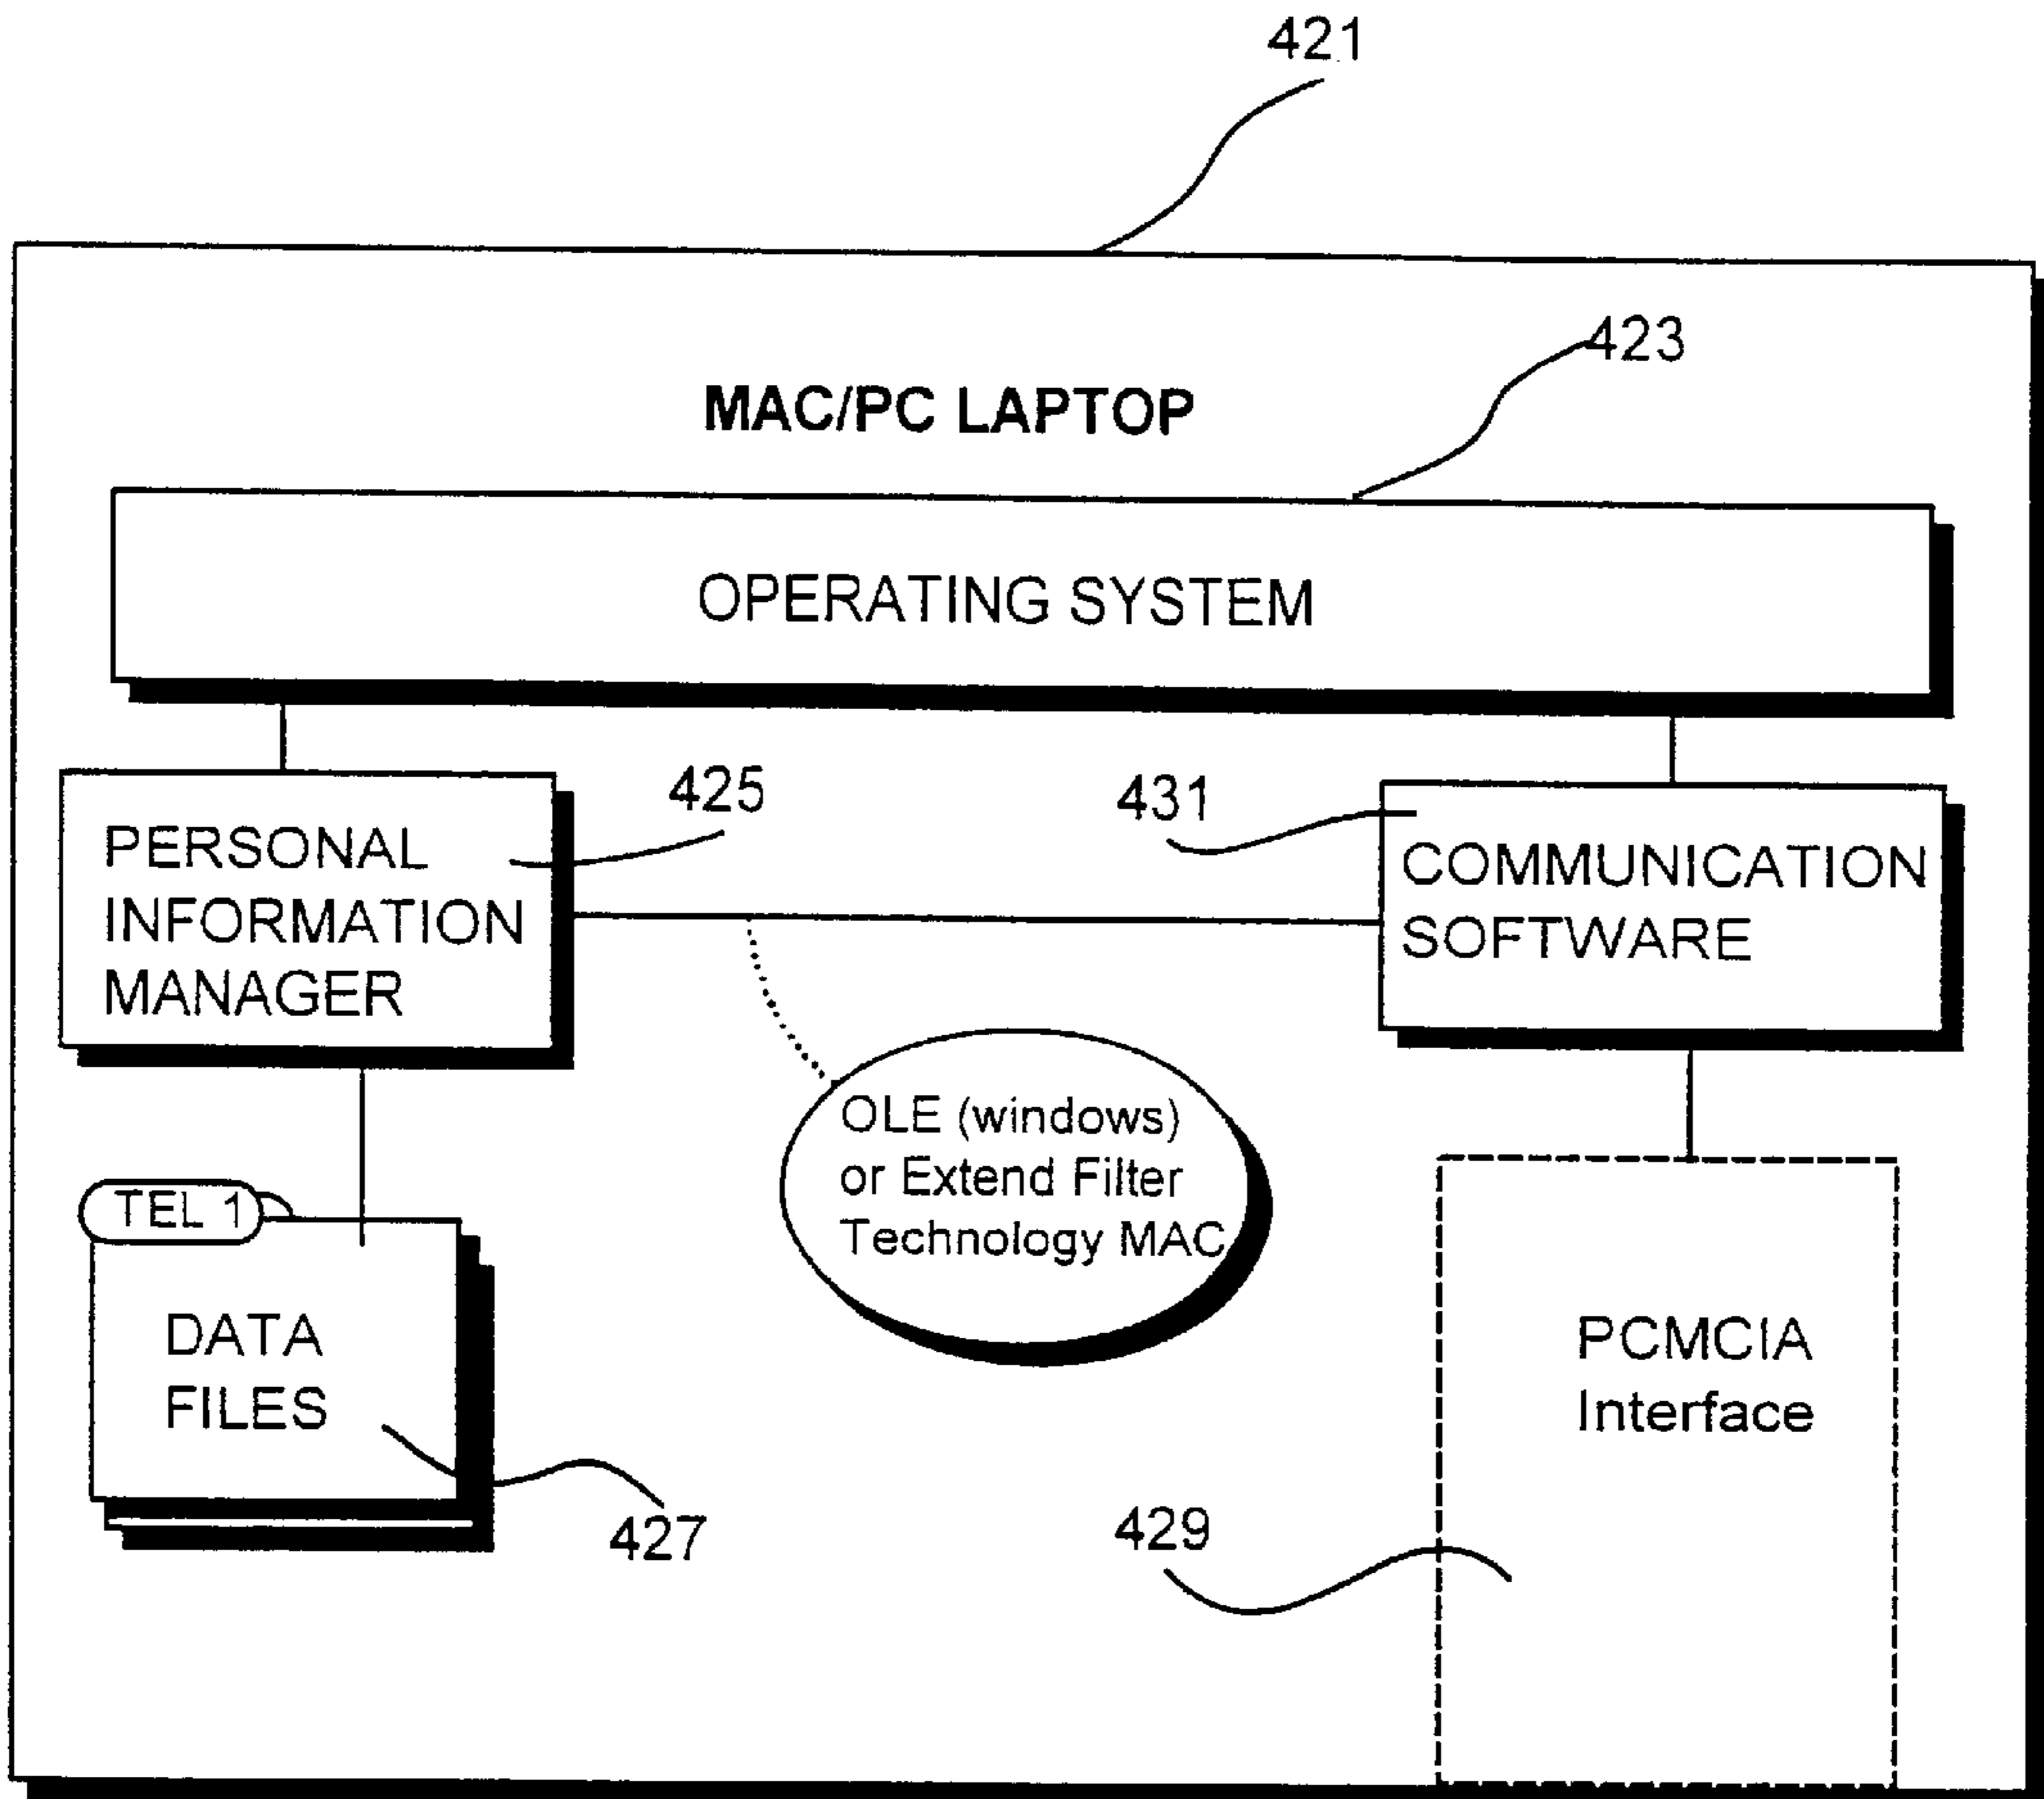 421
423
MAC/PC LAPTOP
OPERATING SYSTEM
425
431
PERSONAL
INFORMATION
MANAGER
COMMUNICATION
SOFTWARE
OLE (windows)
or Extend Filter
Technology MAC
TEL 1
DATA
FILES
PCMCIA
Interface
427
429